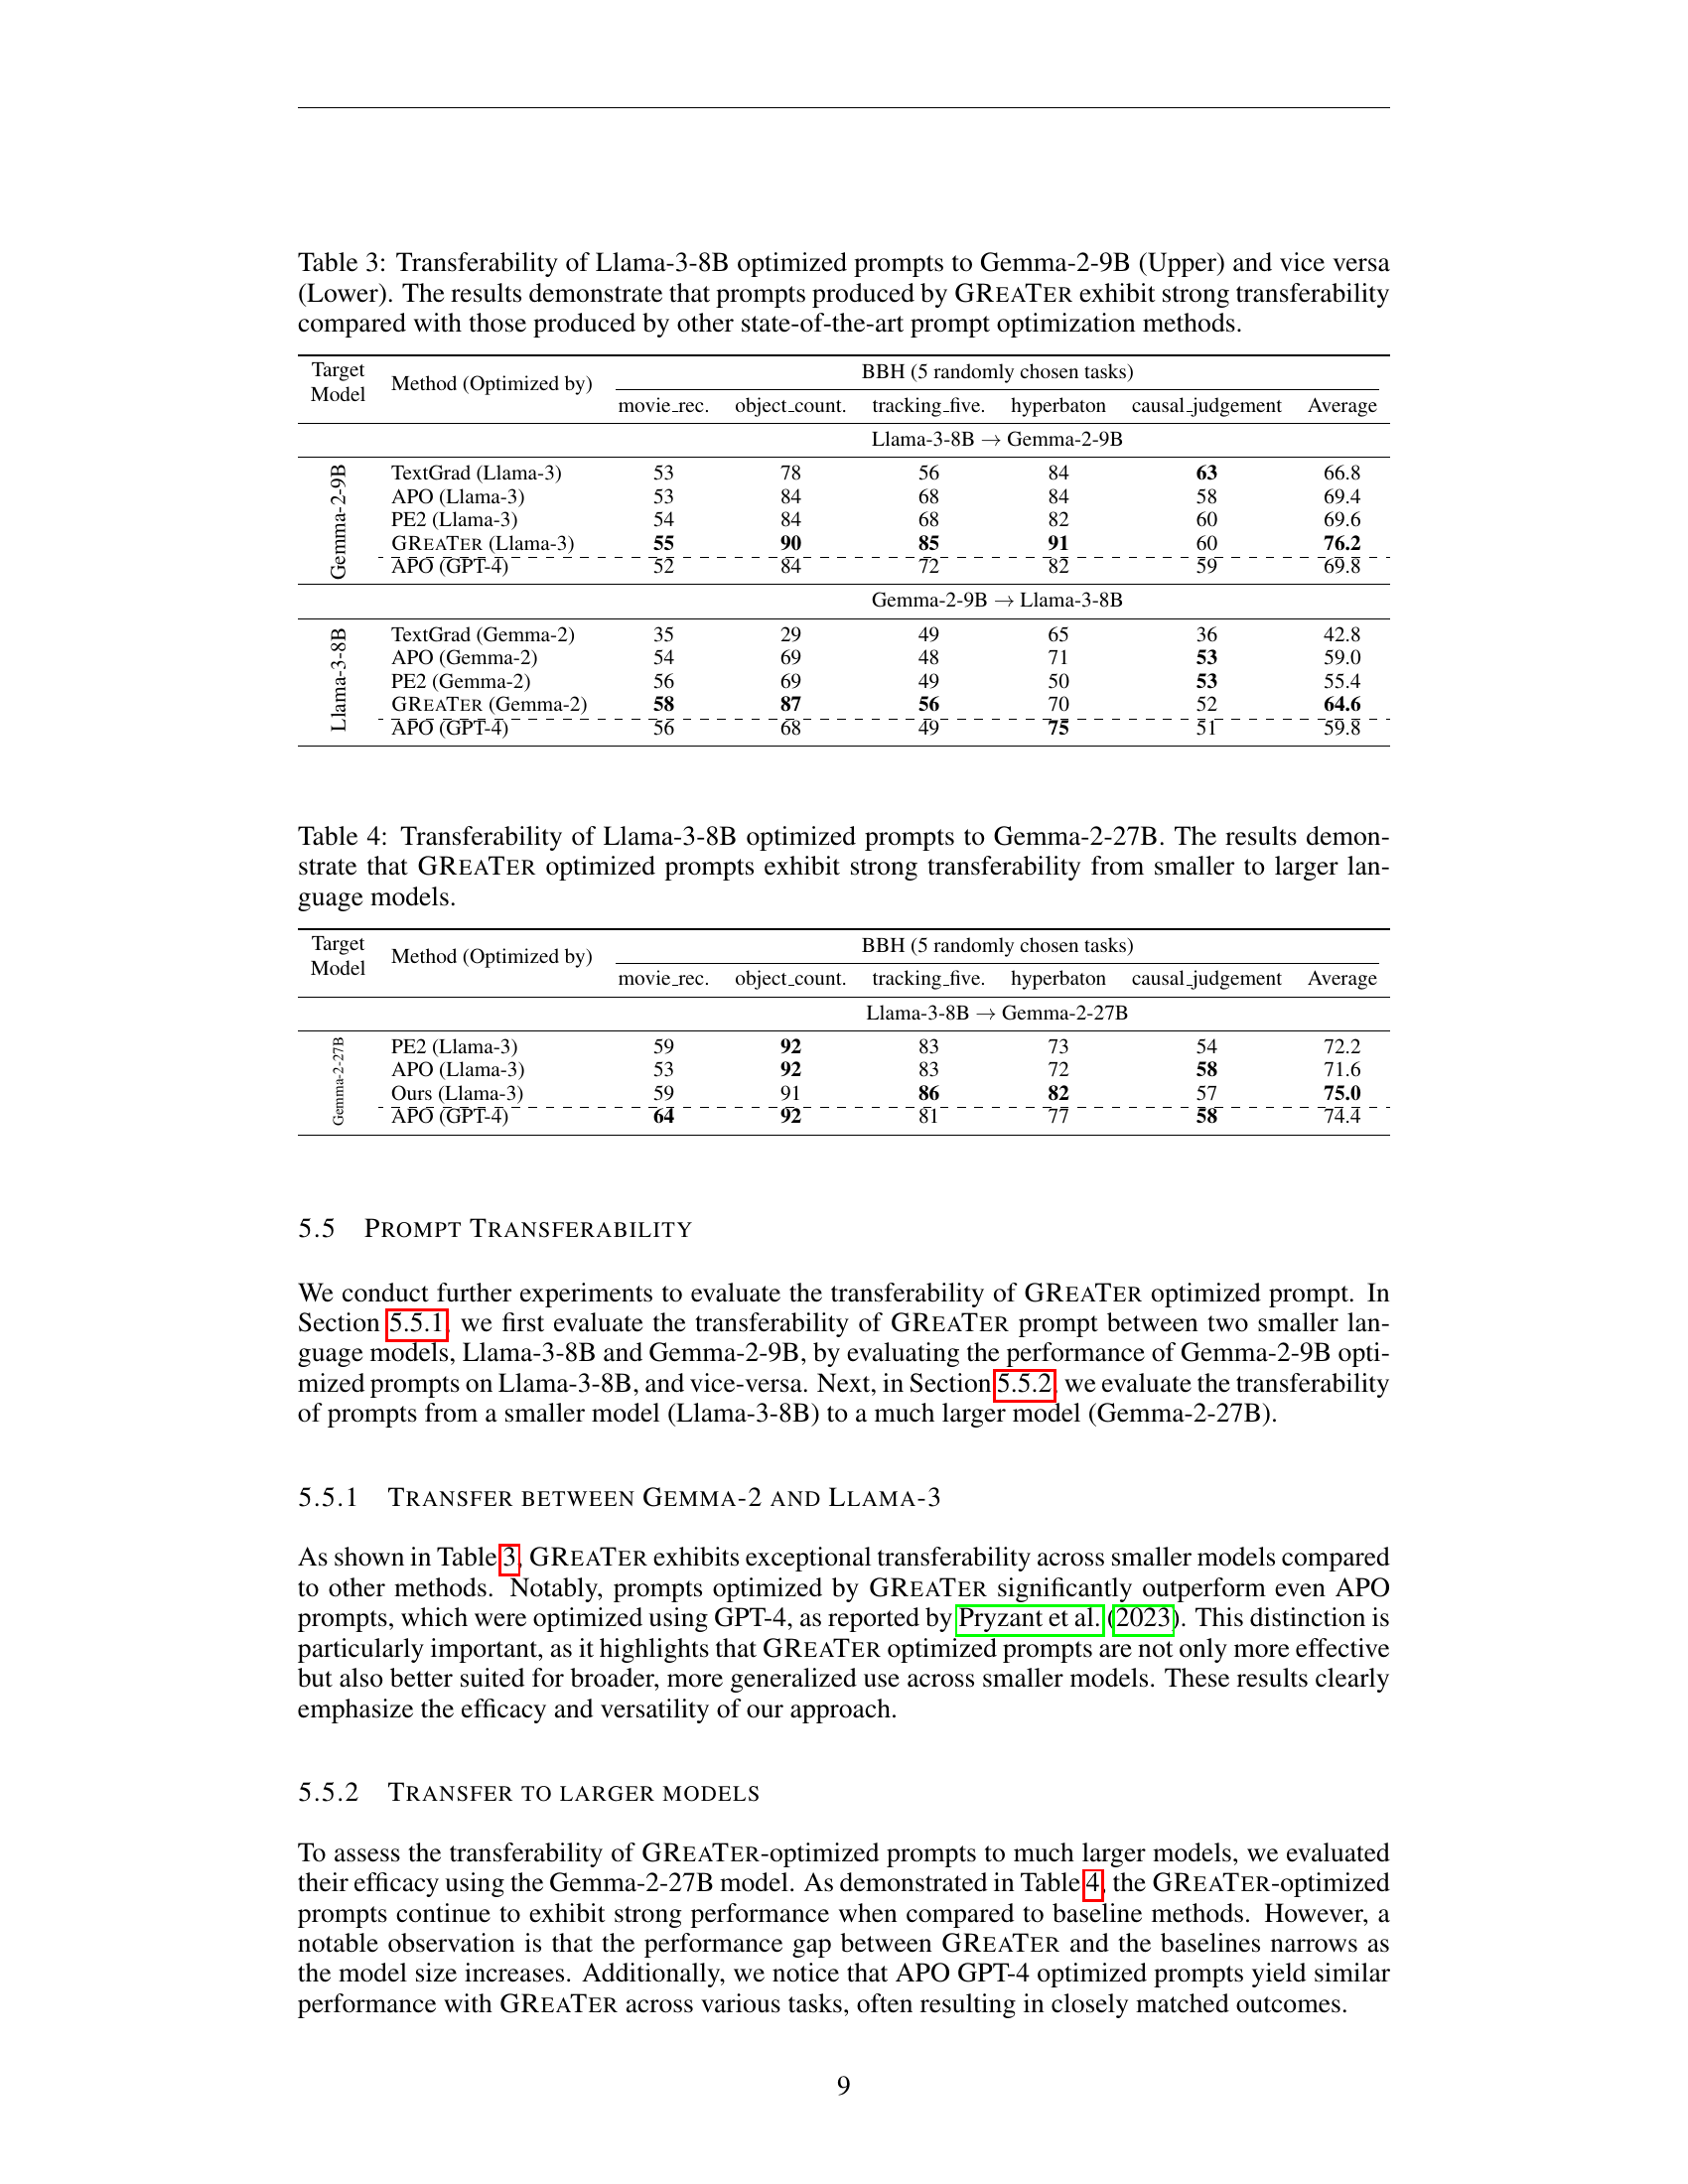 Table 3: Transferability of Llama-3-8B optimized prompts to Gemma-2-9B (Upper) and vice versa
(Lower). The results demonstrate that prompts produced by GREATER exhibit strong transferability
compared with those produced by other state-of-the-art prompt optimization methods.
Target Model Method (Optimized by) BBH (5 randomly chosen tasks)
movie_rec. object_count. tracking_five. hyperbaton causal_judgement Average
Llama-3-8B → Gemma-2-9B
Gemma-2-9B
TextGrad (Llama-3) 53 78 56 84 63 66.8
APO (Llama-3) 53 84 68 84 58 69.4
PE2 (Llama-3) 54 84 68 82 60 69.6
GREATER (Llama-3) 55 90 85 91 60 76.2
APO (GPT-4) 52 84 72 82 59 69.8
Gemma-2-9B → Llama-3-8B
Llama-3-8B
TextGrad (Gemma-2) 35 29 49 65 36 42.8
APO (Gemma-2) 54 69 48 71 53 59.0
PE2 (Gemma-2) 56 69 49 50 53 55.4
GREATER (Gemma-2) 58 87 56 70 52 64.6
APO (GPT-4) 56 68 49 75 51 59.8
Table 4: Transferability of Llama-3-8B optimized prompts to Gemma-2-27B. The results demon-
strate that GREATER optimized prompts exhibit strong transferability from smaller to larger lan-
guage models.
Target Model Method (Optimized by) BBH (5 randomly chosen tasks)
movie_rec. object_count. tracking_five. hyperbaton causal_judgement Average
Llama-3-8B → Gemma-2-27B
Gemma-2-27B
PE2 (Llama-3) 59 92 83 73 54 72.2
APO (Llama-3) 53 92 83 72 58 71.6
Ours (Llama-3) 59 91 86 82 57 75.0
APO (GPT-4) 64 92 81 77 58 74.4
5.5 PROMPT TRANSFERABILITY
We conduct further experiments to evaluate the transferability of GREATER optimized prompt. In
Section 5.5.1, we first evaluate the transferability of GREATER prompt between two smaller lan-
guage models, Llama-3-8B and Gemma-2-9B, by evaluating the performance of Gemma-2-9B opti-
mized prompts on Llama-3-8B, and vice-versa. Next, in Section 5.5.2, we evaluate the transferability
of prompts from a smaller model (Llama-3-8B) to a much larger model (Gemma-2-27B).
5.5.1 TRANSFER BETWEEN GEMMA-2 AND LLAMA-3
As shown in Table 3, GREATER exhibits exceptional transferability across smaller models compared
to other methods. Notably, prompts optimized by GREATER significantly outperform even APO
prompts, which were optimized using GPT-4, as reported by Pryzant et al. (2023). This distinction is
particularly important, as it highlights that GREATER optimized prompts are not only more effective
but also better suited for broader, more generalized use across smaller models. These results clearly
emphasize the efficacy and versatility of our approach.
5.5.2 TRANSFER TO LARGER MODELS
To assess the transferability of GREATER-optimized prompts to much larger models, we evaluated
their efficacy using the Gemma-2-27B model. As demonstrated in Table 4, the GREATER-optimized
prompts continue to exhibit strong performance when compared to baseline methods. However, a
notable observation is that the performance gap between GREATER and the baselines narrows as
the model size increases. Additionally, we notice that APO GPT-4 optimized prompts yield similar
performance with GREATER across various tasks, often resulting in closely matched outcomes.
9